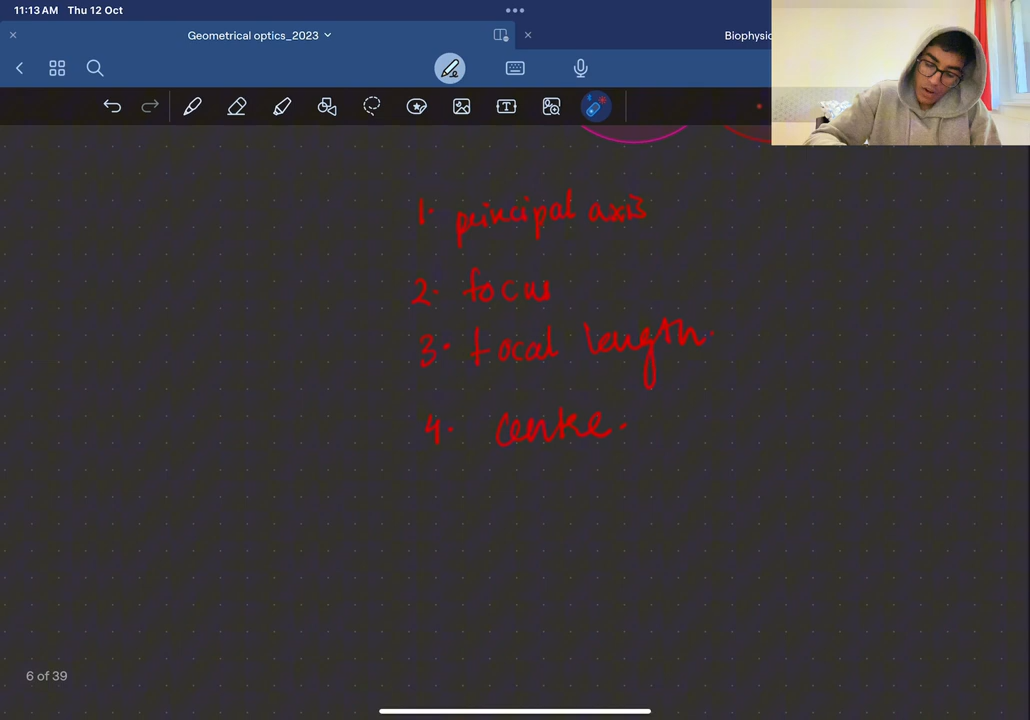 11:13 AM Thu 12 Oct
Geometrical optics_2023
Biophysic
1. principal axis
2. focus
3. focal length.
4. centre.
6 of 39